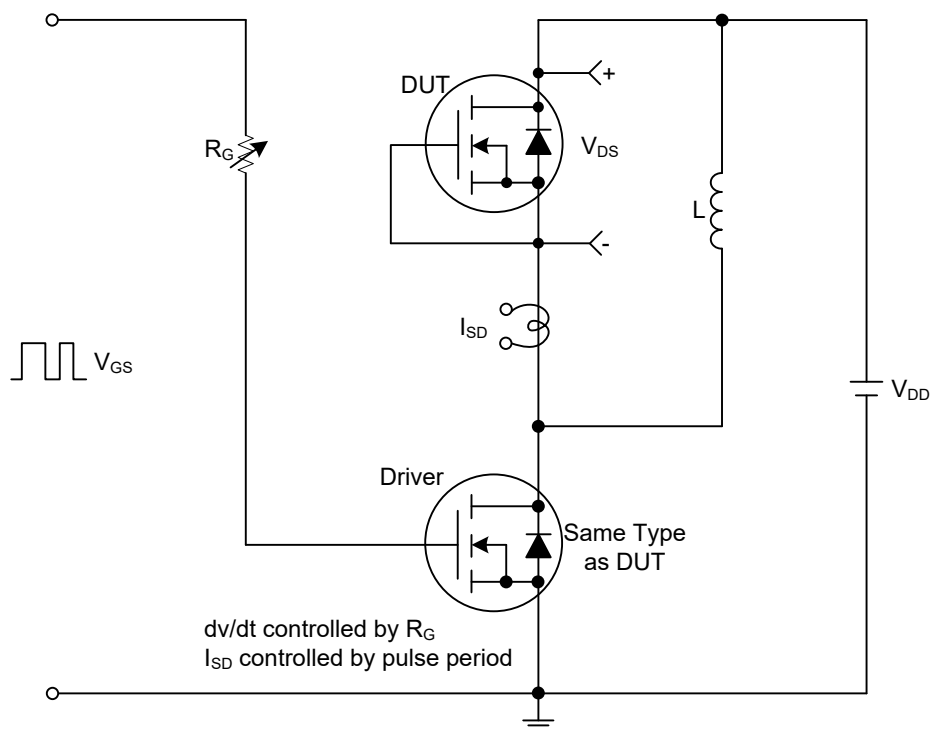 +
DUT
R_G
V_DS
L
-
I_SD
V_GS
V_DD
Driver
Same Type
as DUT
dv/dt controlled by R_G
I_SD controlled by pulse period